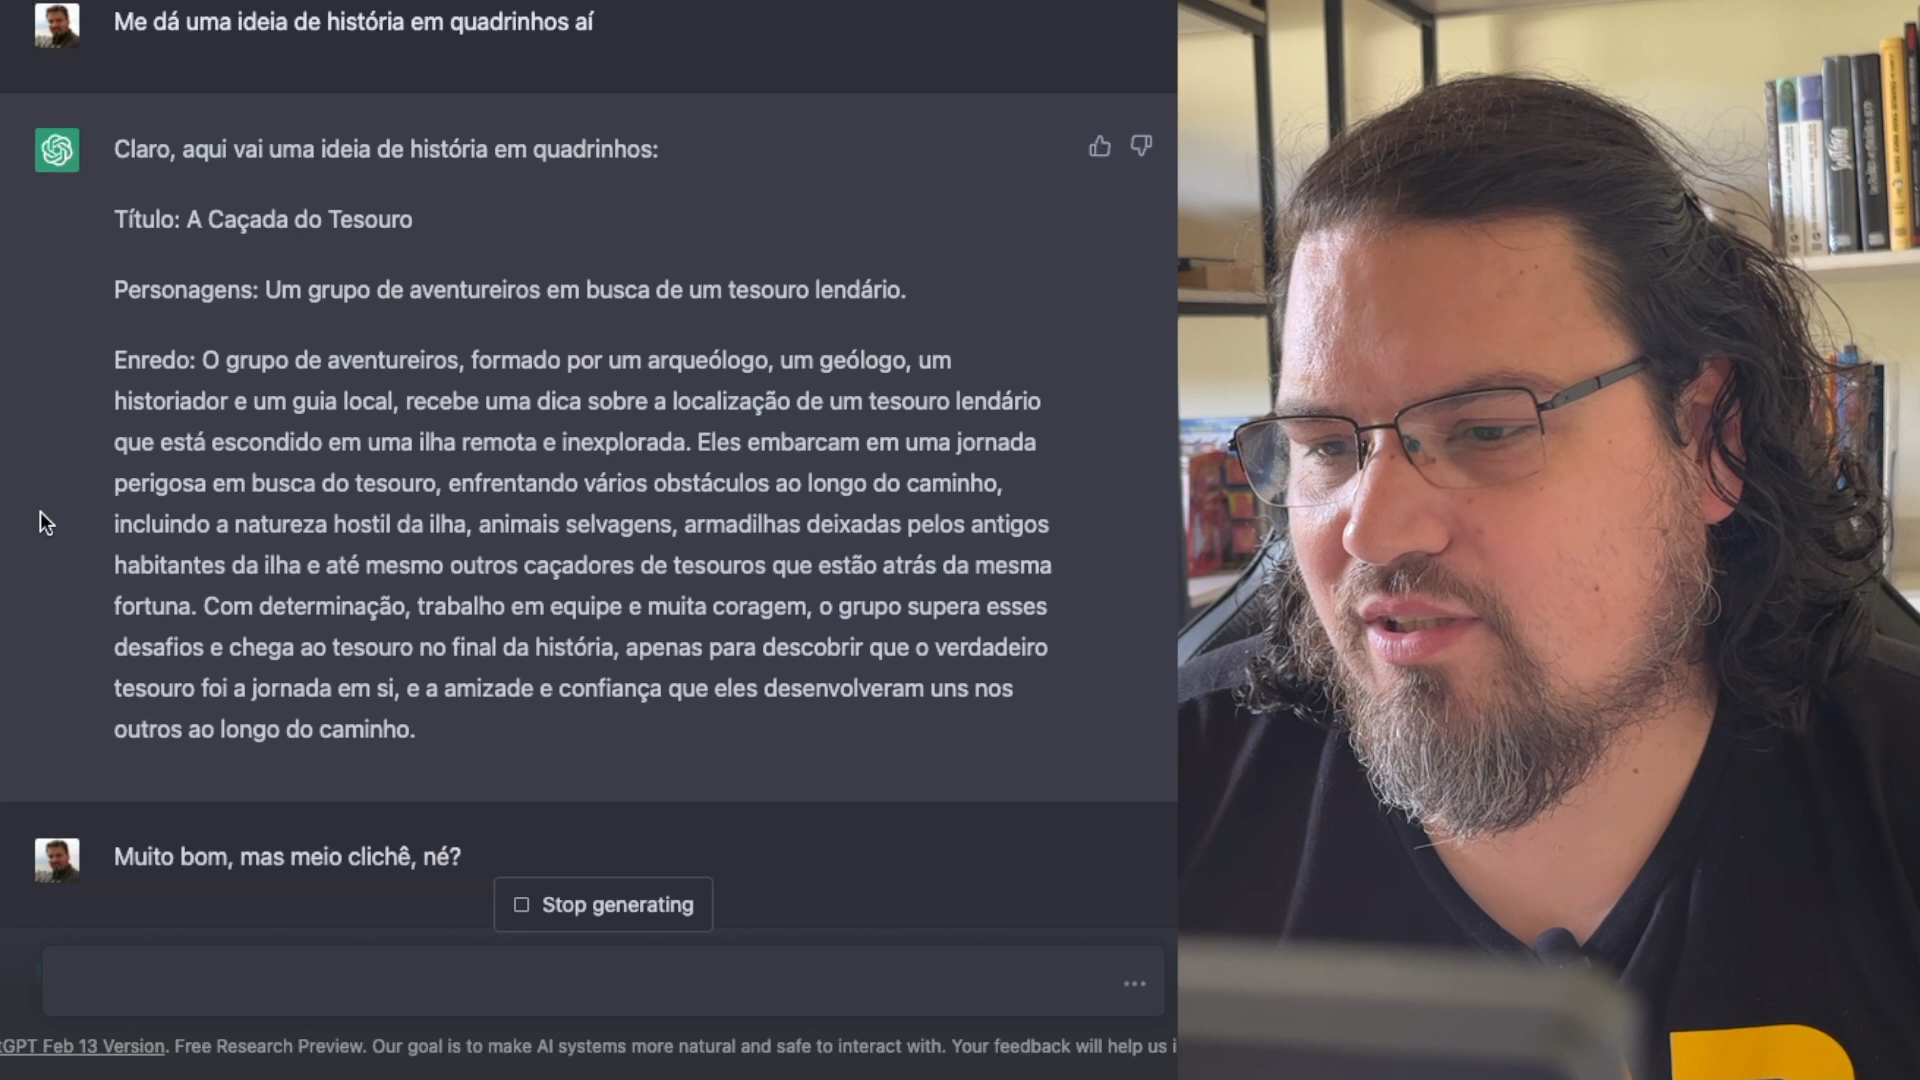 Me dá uma ideia de história em quadrinhos aí
Claro, aqui vai uma ideia de história em quadrinhos:
Título: A Caçada do Tesouro
Personagens: Um grupo de aventureiros em busca de um tesouro lendário.
Enredo: O grupo de aventureiros, formado por um arqueólogo, um geólogo, um
historiador e um guia local, recebe uma dica sobre a localização de um tesouro lendário
que está escondido em uma ilha remota e inexplorada. Eles embarcam em uma jornada
perigosa em busca do tesouro, enfrentando vários obstáculos ao longo do caminho,
incluindo a natureza hostil da ilha, animais selvagens, armadilhas deixadas pelos antigos
habitantes da ilha e até mesmo outros caçadores de tesouros que estão atrás da mesma
fortuna. Com determinação, trabalho em equipe e muita coragem, o grupo supera esses
desafios e chega ao tesouro no final da história, apenas para descobrir que o verdadeiro
tesouro foi a jornada em si, e a amizade e confiança que eles desenvolveram uns nos
outros ao longo do caminho.
Muito bom, mas meio clichê, né?
Stop generating
tGPT Feb 13 Version. Free Research Preview. Our goal is to make AI systems more natural and safe to interact with. Your feedback will help us i